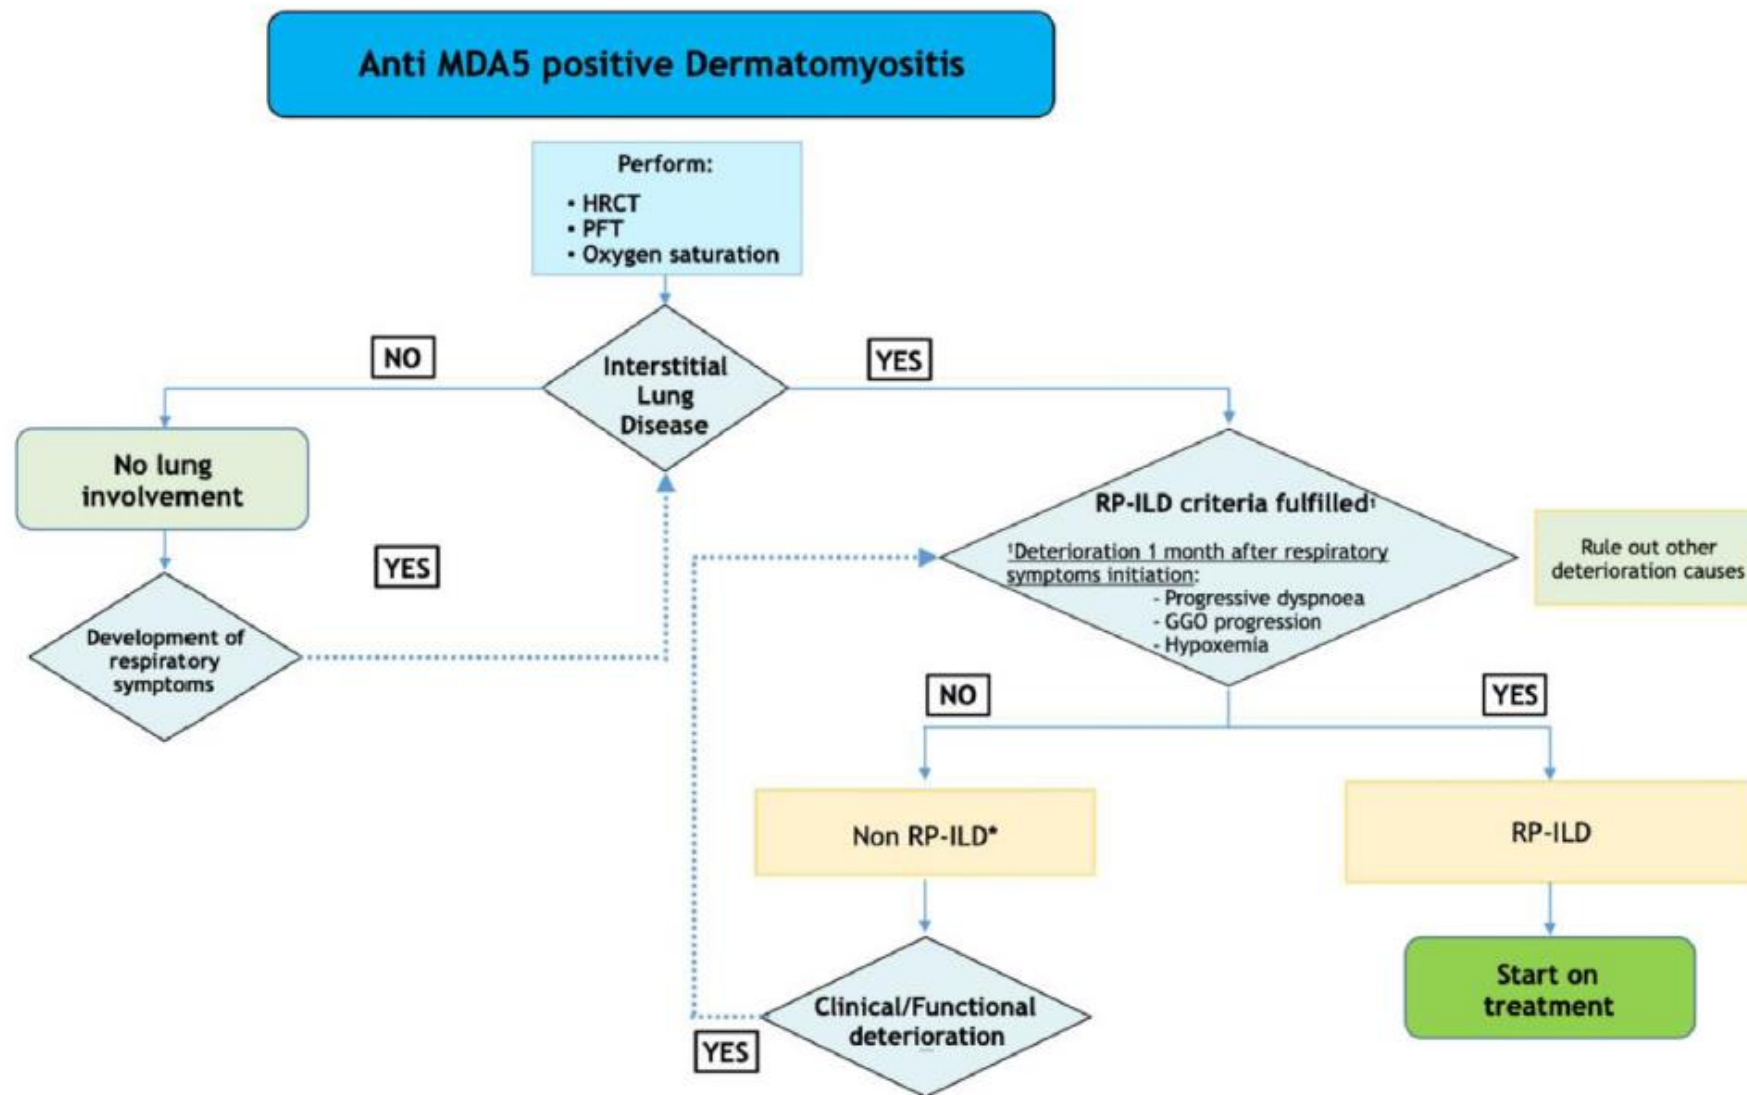 Anti MDA5 positive Dermatomyositis
Perform:
• HRCT
• PFT
• Oxygen saturation
NO
YES
Interstitial
Lung
Disease
No lung
involvement
YES
Development of
respiratory
symptoms
RP-ILD criteria fulfilled¹
¹Deterioration 1 month after respiratory
symptoms initiation:
- Progressive dyspnoea
- GGO progression
- Hypoxemia
Rule out other
deterioration causes
NO
YES
Non RP-ILD*
RP-ILD
Clinical/Functional
deterioration
YES
Start on
treatment